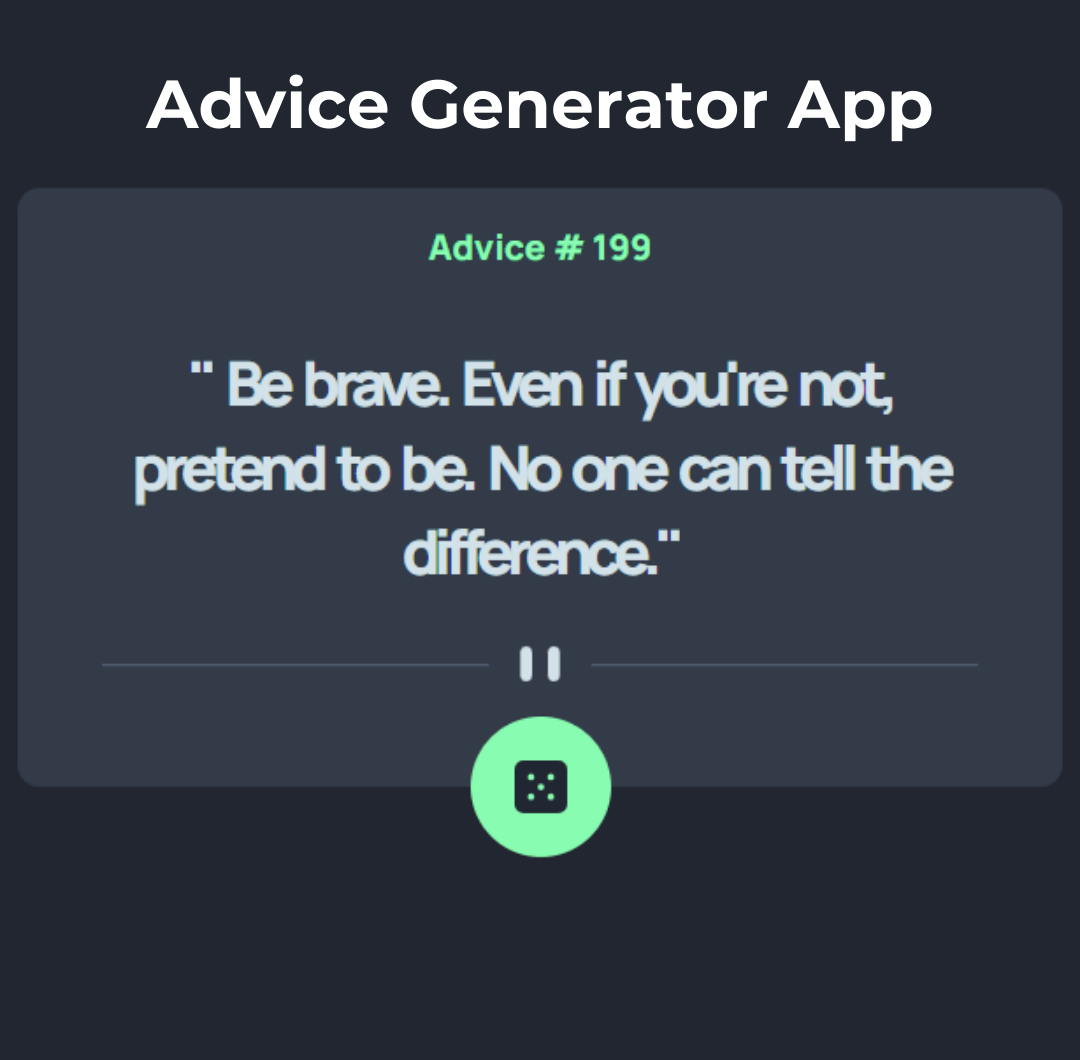 Advice Generator App
Advice # 199
" Be brave. Even if you're not,
pretend to be. No one can tell the
difference."